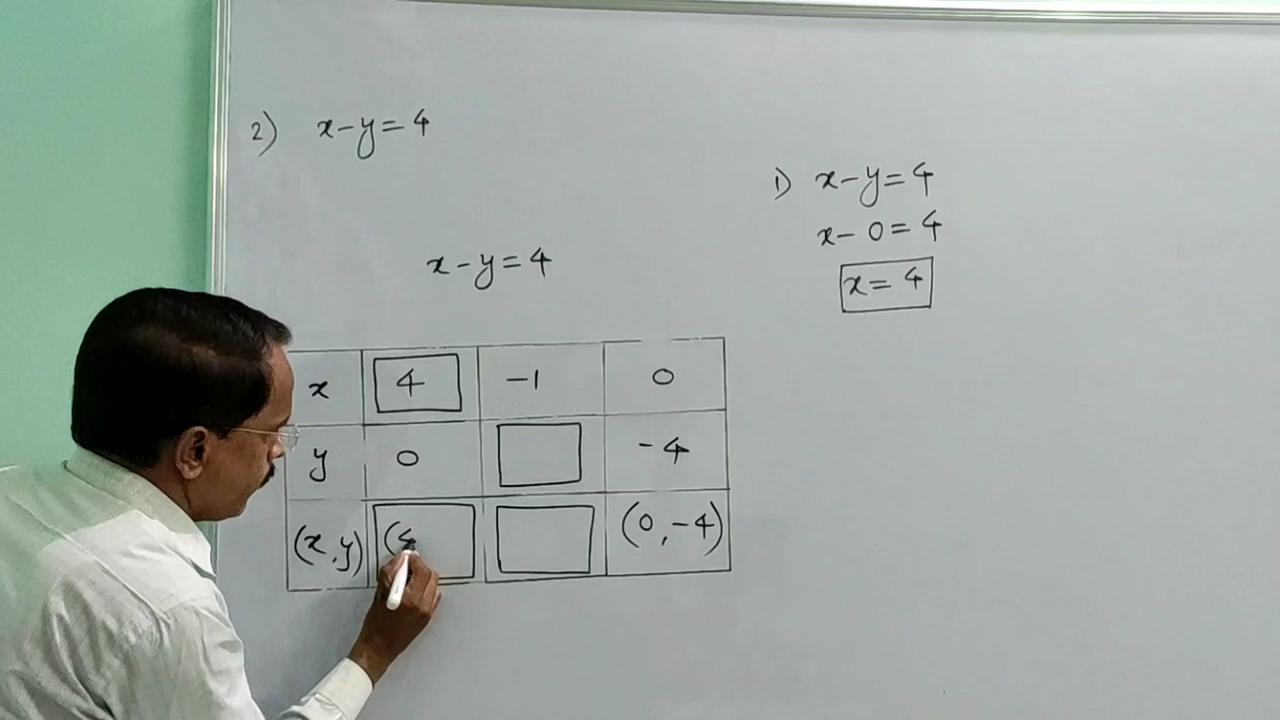 2) x-y=4
x-y=4
1) x-y=4
x-0=4
x=4
x 4 -1 0
y 0 -4
(x,y) (4 (0,-4)